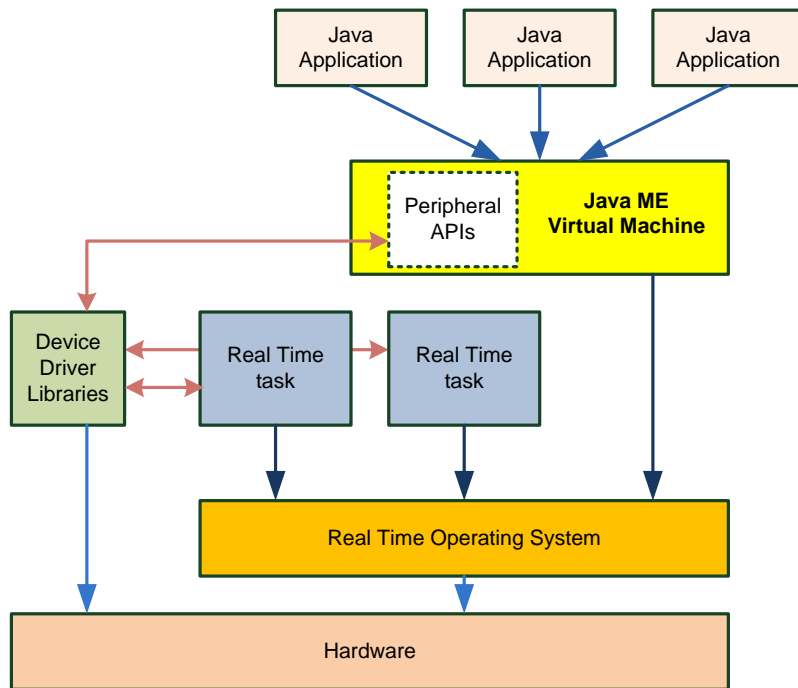 Java
Application
Java
Application
Java
Application
Peripheral
APIs
Java ME
Virtual Machine
Device
Driver
Libraries
Real Time
task
Real Time
task
Real Time Operating System
Hardware